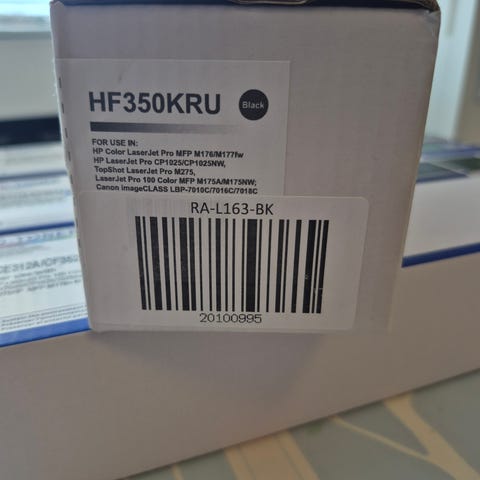 HF350KRU Black
FOR USE IN:
HP Color LaserJet Pro MFP M176/M177fw
HP LaserJet Pro CP1025/CP1025NW,
TopShot LaserJet Pro M275,
LaserJet Pro 100 Color MFP M175A/M175NW;
Canon imageCLASS LBP-7010C/7016C/7018C
RA-L163-BK
20100995
CE312A/CF352